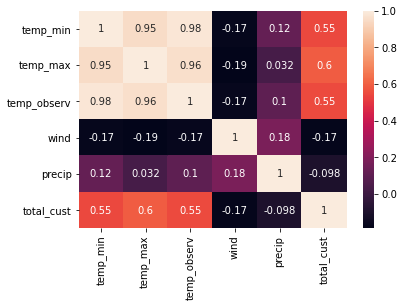 temp_min 1 0.95 0.98 -0.17 0.12 0.55
temp_max 0.95 1 0.96 -0.19 0.032 0.6
temp_observ 0.98 0.96 1 -0.17 0.1 0.55
wind -0.17 -0.19 -0.17 1 0.18 -0.17
precip 0.12 0.032 0.1 0.18 1 -0.098
total_cust 0.55 0.6 0.55 -0.17 -0.098 1
temp_min temp_max temp_observ wind precip total_cust
1.0
0.8
0.6
0.4
0.2
0.0